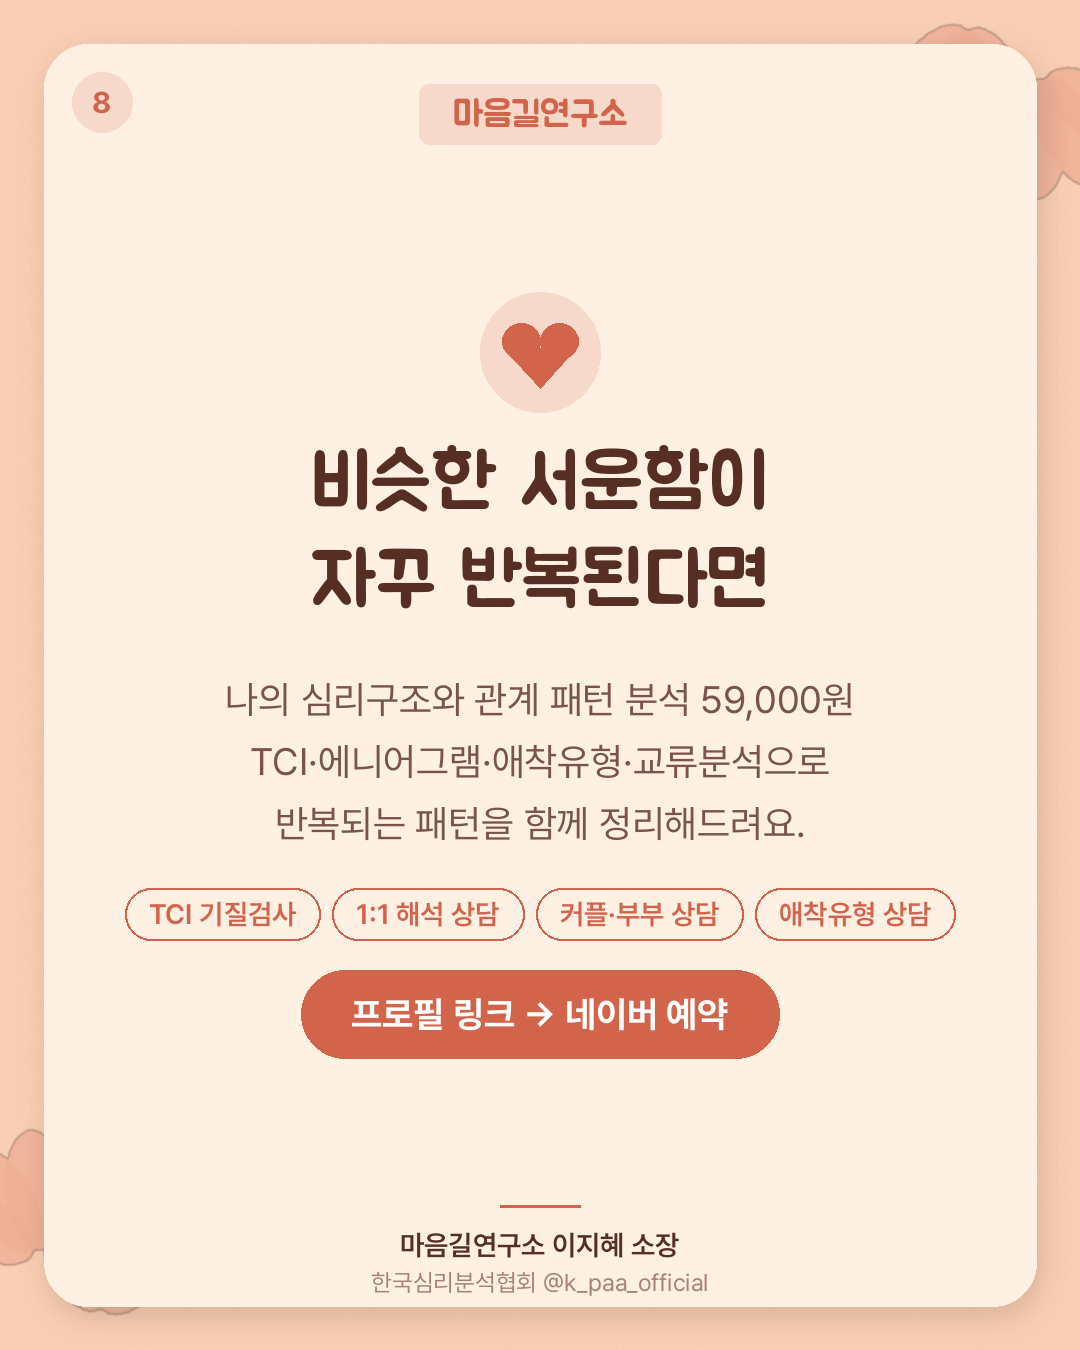 8
마음길연구소
비슷한 서운함이
자꾸 반복된다면
나의 심리구조와 관계 패턴 분석 59,000원
TCI·에니어그램·애착유형·교류분석으로
반복되는 패턴을 함께 정리해드려요.
TCI 기질검사 1:1 해석 상담 커플·부부 상담 애착유형 상담
프로필 링크 → 네이버 예약
마음길연구소 이지혜 소장
한국심리분석협회 @k_paa_official